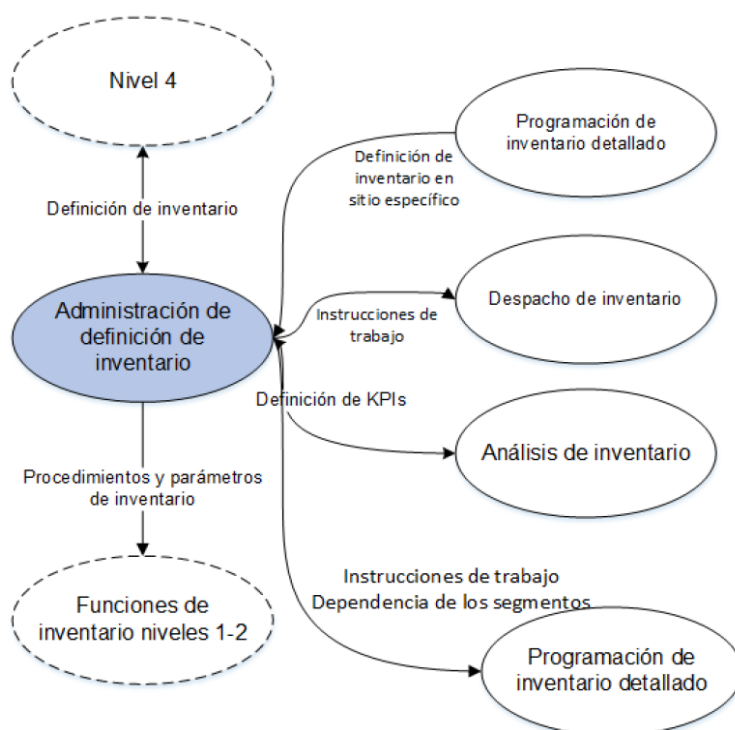 Nivel 4
Programación de
inventario detallado
Definición de
inventario en
sitio específico
Definición de inventario
Administración de
definición de
inventario
Despacho de inventario
Instrucciones de
trabajo
Definición de KPIs
Análisis de inventario
Procedimientos y parámetros
de inventario
Instrucciones de trabajo
Dependencia de los segmentos
Funciones de
inventario niveles 1-2
Programación de
inventario detallado